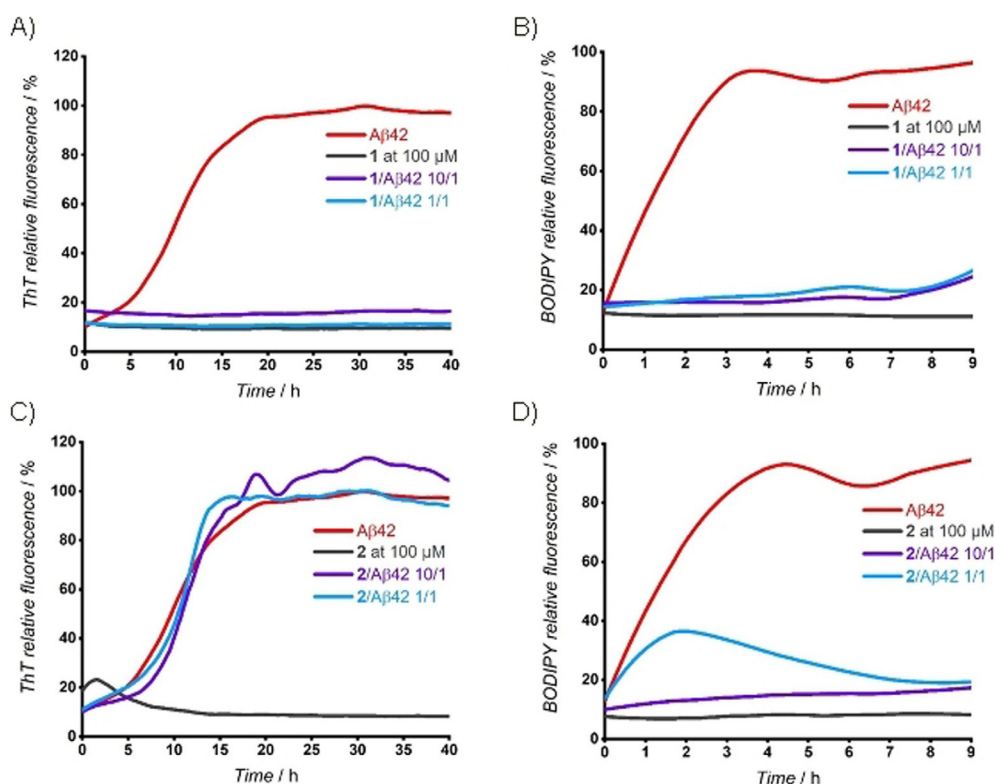 A)
ThT relative fluorescence / %
120
100
80
60
40
20
0
0 5 10 15 20 25 30 35 40
Time / h
Aβ42
1 at 100 µM
1/Aβ42 10/1
1/Aβ42 1/1
B)
BODIPY relative fluorescence / %
100
80
60
40
20
0
0 1 2 3 4 5 6 7 8 9
Time / h
Aβ42
1 at 100 µM
1/Aβ42 10/1
1/Aβ42 1/1
C)
ThT relative fluorescence / %
120
100
80
60
40
20
0
0 5 10 15 20 25 30 35 40
Time / h
Aβ42
2 at 100 µM
2/Aβ42 10/1
2/Aβ42 1/1
D)
BODIPY relative fluorescence / %
100
80
60
40
20
0
0 1 2 3 4 5 6 7 8 9
Time / h
Aβ42
2 at 100 µM
2/Aβ42 10/1
2/Aβ42 1/1